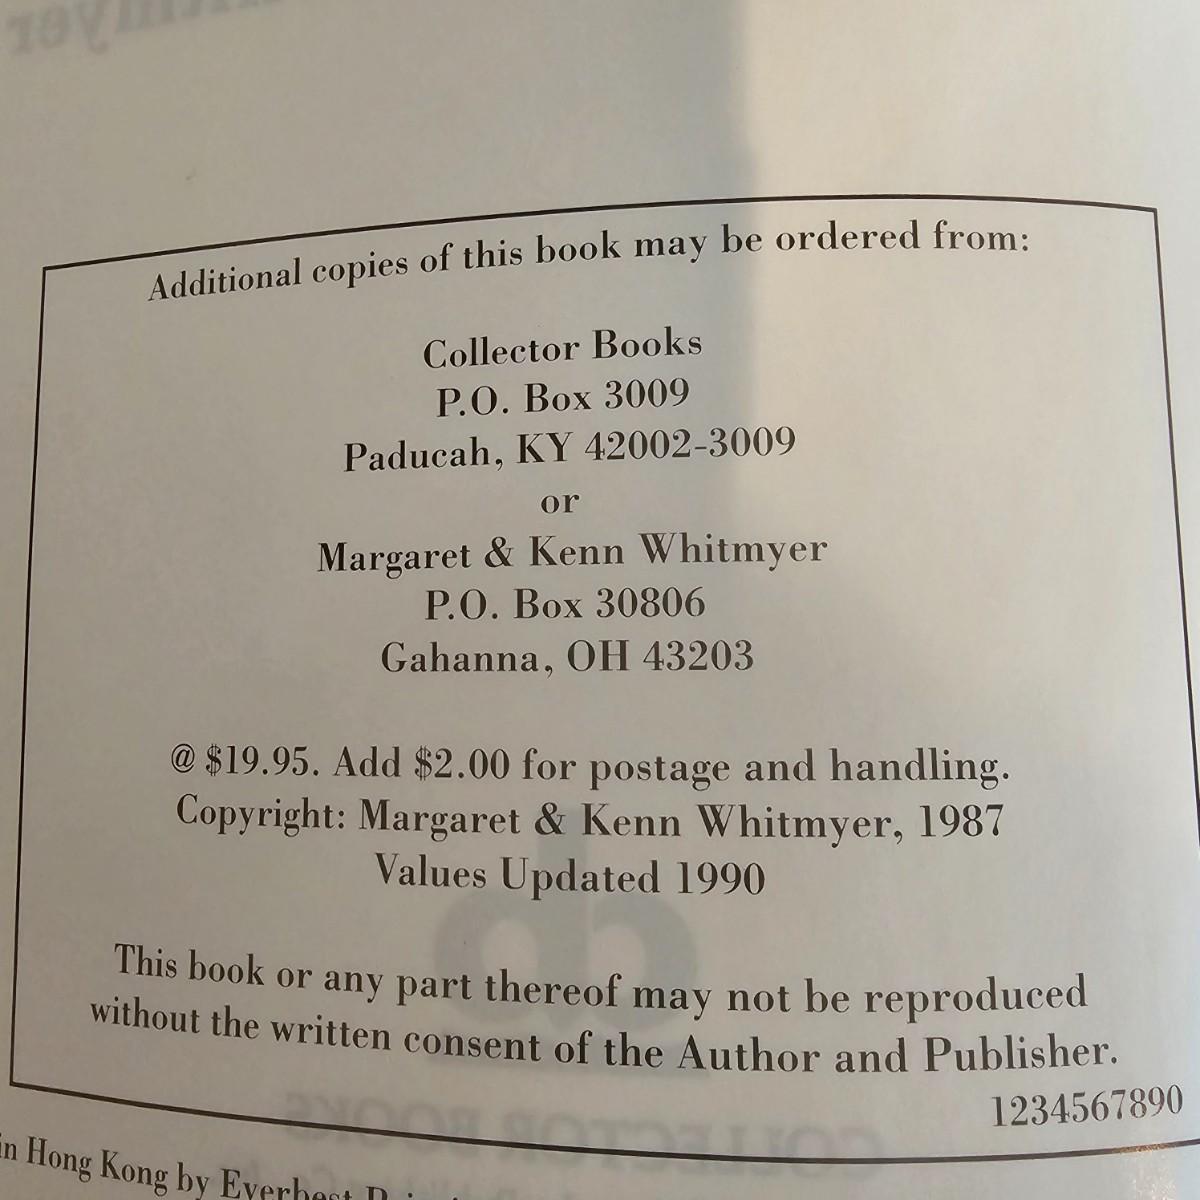 Additional copies of this book may be ordered from:
Collector Books
P.O. Box 3009
Paducah, KY 42002-3009
or
Margaret & Kenn Whitmyer
P.O. Box 30806
Gahanna, OH 43203
@ $19.95. Add $2.00 for postage and handling.
Copyright: Margaret & Kenn Whitmyer, 1987
Values Updated 1990
This book or any part thereof may not be reproduced
without the written consent of the Author and Publisher.
1234567890
in Hong Kong by Everbest
COLLECTOR BOOKS